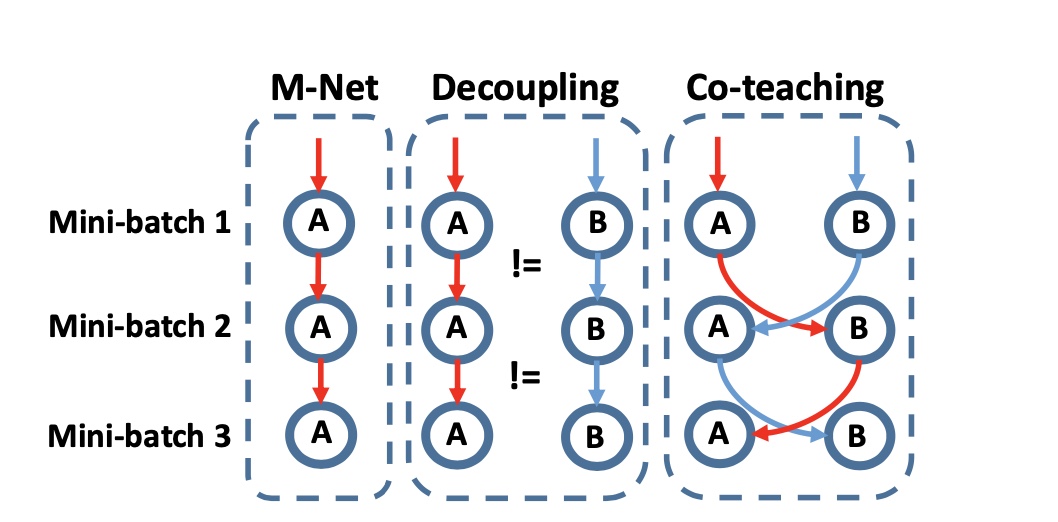 M-Net Decoupling Co-teaching
Mini-batch 1 A A B A B
!=
Mini-batch 2 A A B A B
!=
Mini-batch 3 A A B A B